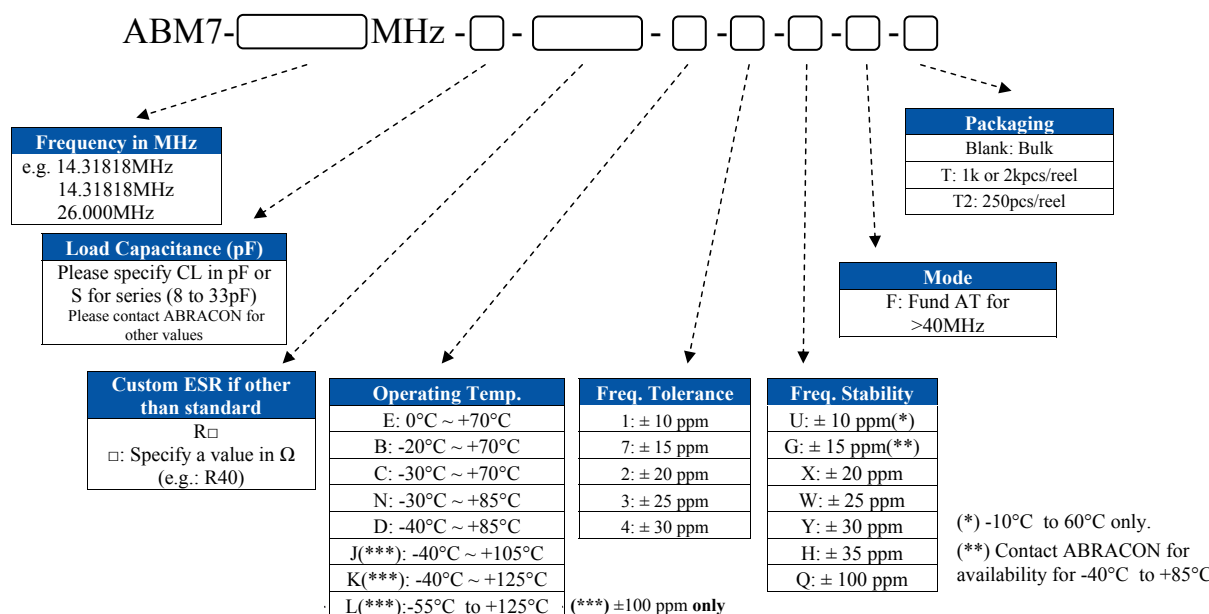 ABM7- MHz - - - - - - -
Frequency in MHz
e.g. 14.31818MHz
14.31818MHz
26.000MHz
Load Capacitance (pF)
Please specify CL in pF or
S for series (8 to 33pF)
Please contact ABRACON for
other values
Custom ESR if other
than standard
R□
□: Specify a value in Ω
(e.g.: R40)
Operating Temp.
E: 0°C ~ +70°C
B: -20°C ~ +70°C
C: -30°C ~ +70°C
N: -30°C ~ +85°C
D: -40°C ~ +85°C
J(***): -40°C ~ +105°C
K(***): -40°C ~ +125°C
L(***):-55°C to +125°C
(***) ±100 ppm only
Freq. Tolerance
1: ± 10 ppm
7: ± 15 ppm
2: ± 20 ppm
3: ± 25 ppm
4: ± 30 ppm
Freq. Stability
U: ± 10 ppm(*)
G: ± 15 ppm(**)
X: ± 20 ppm
W: ± 25 ppm
Y: ± 30 ppm
H: ± 35 ppm
Q: ± 100 ppm
(*) -10°C to 60°C only.
(**) Contact ABRACON for
availability for -40°C to +85°C
Mode
F: Fund AT for
>40MHz
Packaging
Blank: Bulk
T: 1k or 2kpcs/reel
T2: 250pcs/reel